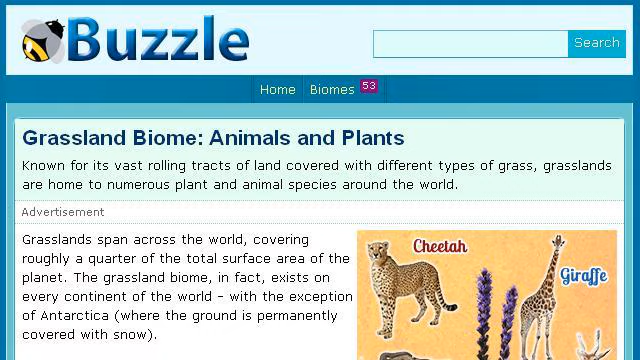 Buzzle
Search
Home Biomes 53
Grassland Biome: Animals and Plants
Known for its vast rolling tracts of land covered with different types of grass, grasslands
are home to numerous plant and animal species around the world.
Advertisement
Grasslands span across the world, covering
roughly a quarter of the total surface area of the
planet. The grassland biome, in fact, exists on
every continent of the world - with the exception
of Antarctica (where the ground is permanently
covered with snow).
Cheetah
Giraffe